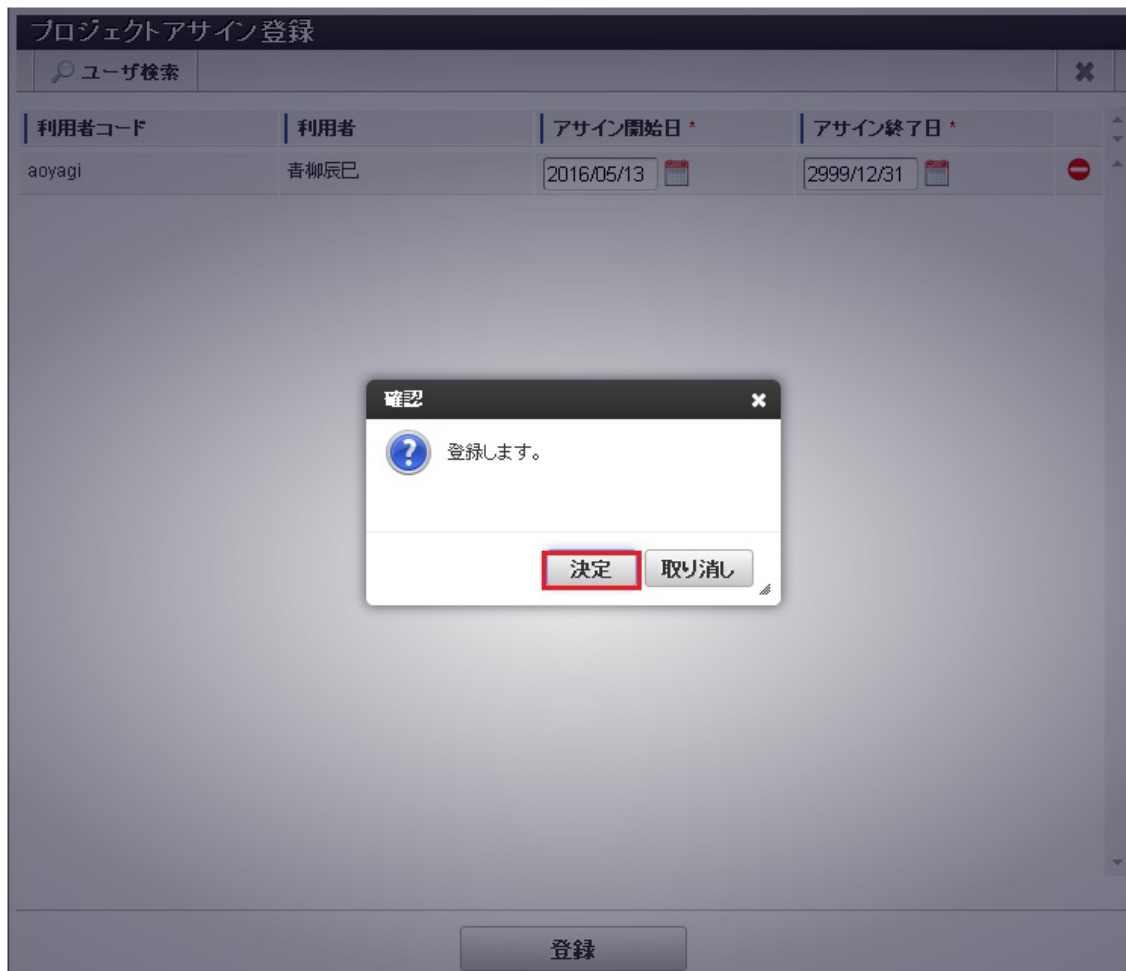 プロジェクトアサイン登録
ユーザ検索
利用者コード 利用者 アサイン開始日 * アサイン終了日 *
aoyagi 青柳辰巳 2016/05/13 2999/12/31
確認
登録します。
決定 取り消し
登録